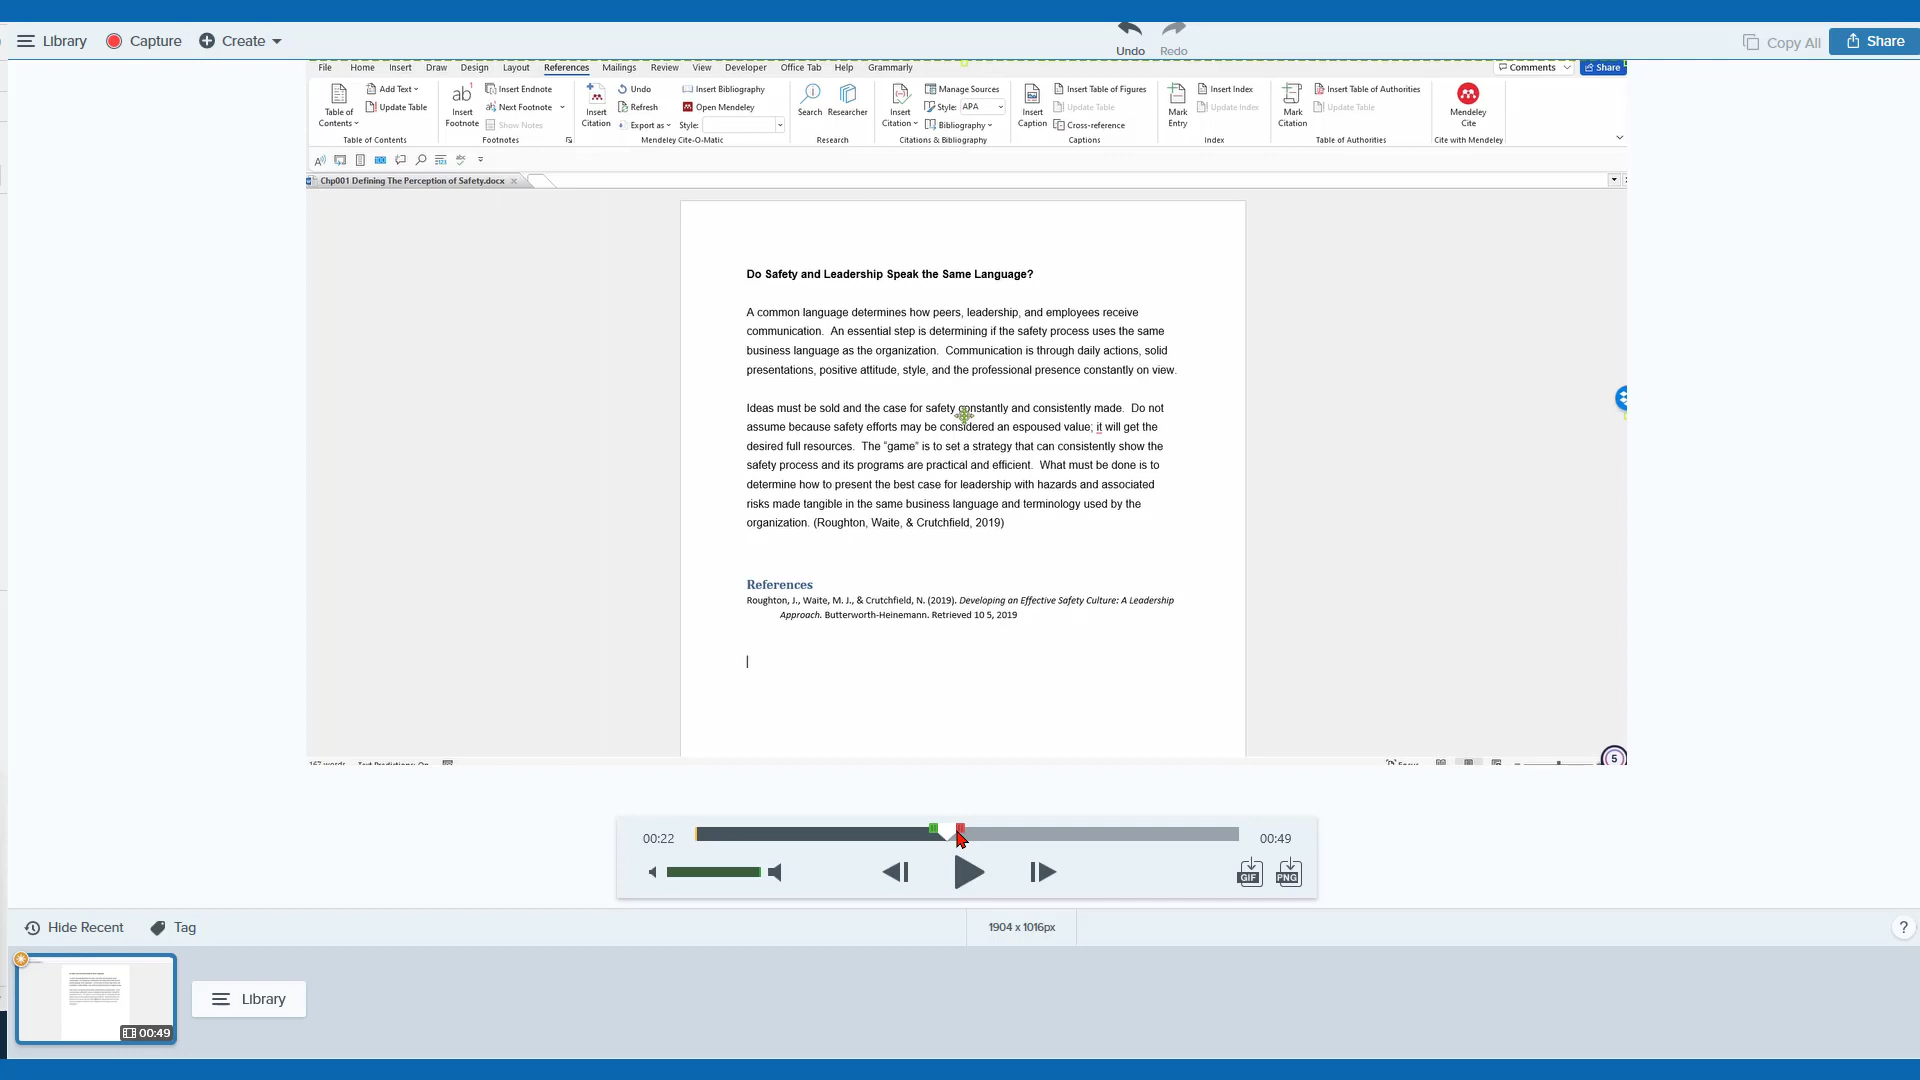 Library Capture Create Undo Redo Copy All Share
File Home Insert Draw Design Layout References Mailings Review View Developer Office Tab Help Grammarly Comments Share
Table of Contents
Add Text
Update Table
Table of Contents
ab Insert Footnote
Insert Endnote
Next Footnote
Show Notes
Footnotes
Insert Citation
Undo
Refresh
Export as
Insert Bibliography
Open Mendeley
Style:
Mendeley Cite-O-Matic
Search
Researcher
Research
Insert Citation
Manage Sources
Style: APA
Bibliography
Citations & Bibliography
Insert Caption
Insert Table of Figures
Update Table
Cross-reference
Captions
Mark Entry
Insert Index
Update Index
Index
Mark Citation
Insert Table of Authorities
Update Table
Table of Authorities
Mendeley Cite
Cite with Mendeley
Chp001 Defining The Perception of Safety.docx
Do Safety and Leadership Speak the Same Language?
A common language determines how peers, leadership, and employees receive
communication. An essential step is determining if the safety process uses the same
business language as the organization. Communication is through daily actions, solid
presentations, positive attitude, style, and the professional presence constantly on view.
Ideas must be sold and the case for safety constantly and consistently made. Do not
assume because safety efforts may be considered an espoused value; it will get the
desired full resources. The “game” is to set a strategy that can consistently show the
safety process and its programs are practical and efficient. What must be done is to
determine how to present the best case for leadership with hazards and associated
risks made tangible in the same business language and terminology used by the
organization. (Roughton, Waite, & Crutchfield, 2019)
References
Roughton, J., Waite, M. J., & Crutchfield, N. (2019). Developing an Effective Safety Culture: A Leadership
Approach. Butterworth-Heinemann. Retrieved 10 5, 2019
167 words Text Predictions: On Focus
5
00:22 00:49
GIF PNG
Hide Recent Tag 1904 x 1016px ?
00:49
Library